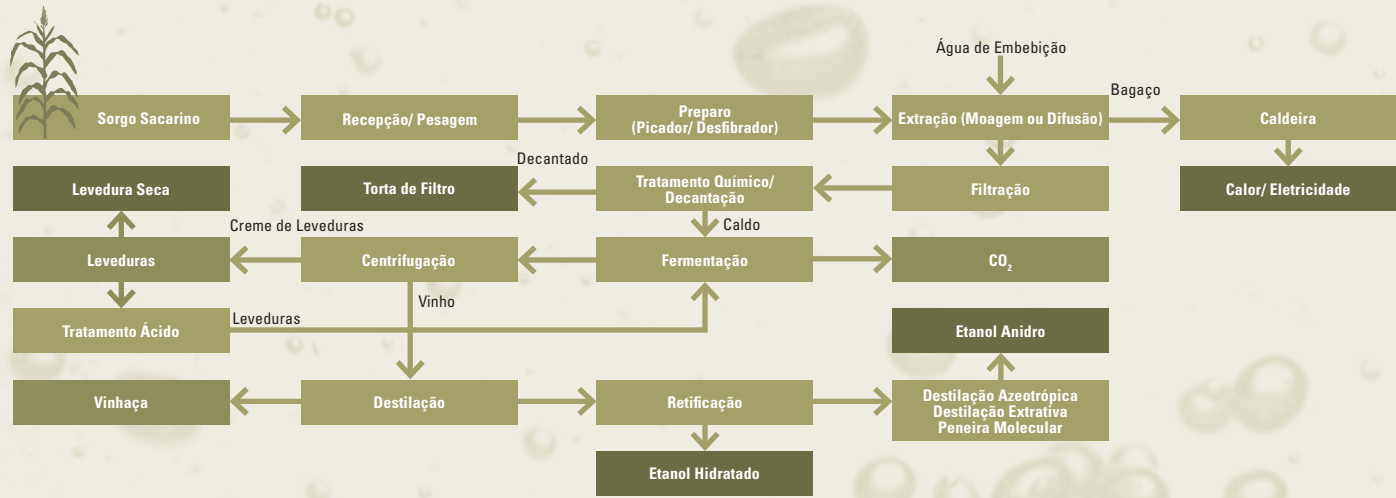 Água de Embebição
Bagaço
Sorgo Sacarino
Recepção/ Pesagem
Preparo
(Picador/ Desfibrador)
Extração (Moagem ou Difusão)
Caldeira
Decantado
Levedura Seca
Torta de Filtro
Tratamento Químico/
Decantação
Filtração
Calor/ Eletricidade
Creme de Leveduras
Caldo
Leveduras
Centrifugação
Fermentação
CO₂
Vinho
Tratamento Ácido
Leveduras
Etanol Anidro
Vinhaça
Destilação
Retificação
Destilação Azeotrópica
Destilação Extrativa
Peneira Molecular
Etanol Hidratado